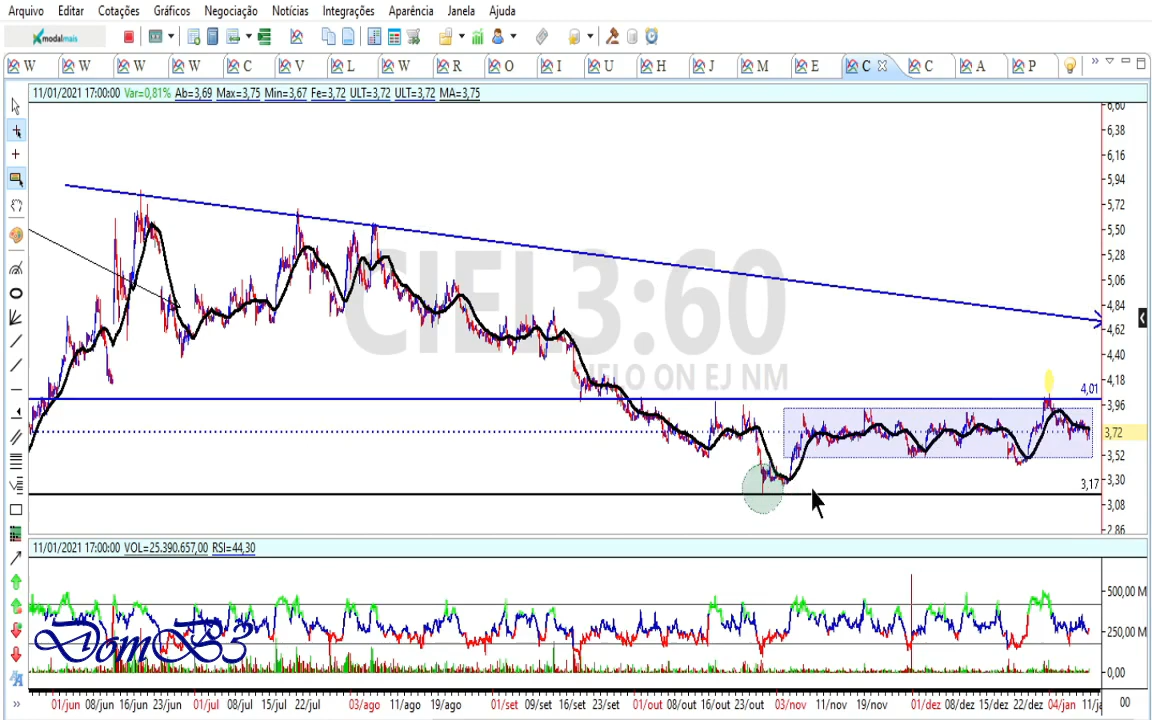 Arquivo Editar Cotações Gráficos Negociação Notícias Integrações Aparência Janela Ajuda
modalmais
W W W W C V L W R O I U H J M E C C A P
11/01/2021 17:00:00 Var=0,81% Ab=3,69 Max=3,75 Min=3,67 Fe=3,72 ULT=3,72 ULT=3,72 MA=3,75
6,60
6,38
6,16
5,94
5,72
5,50
5,28
5,06
4,84
4,62
4,40
4,18
3,96
3,72
3,52
3,30
3,08
2,86
CIEL3:60
CIELO ON EJ NM
4,01
3,17
11/01/2021 17:00:00 VOL=25.390.657,00 RSI=44,30
500,00 M
250,00 M
0,00
DomB3
01/jun 08/jun 16/jun 23/jun 01/jul 08/jul 15/jul 22/jul 03/ago 11/ago 19/ago 01/set 09/set 16/set 23/set 01/out 08/out 16/out 23/out 03/nov 11/nov 19/nov 01/dez 08/dez 15/dez 22/dez 04/jan 11/ja 00